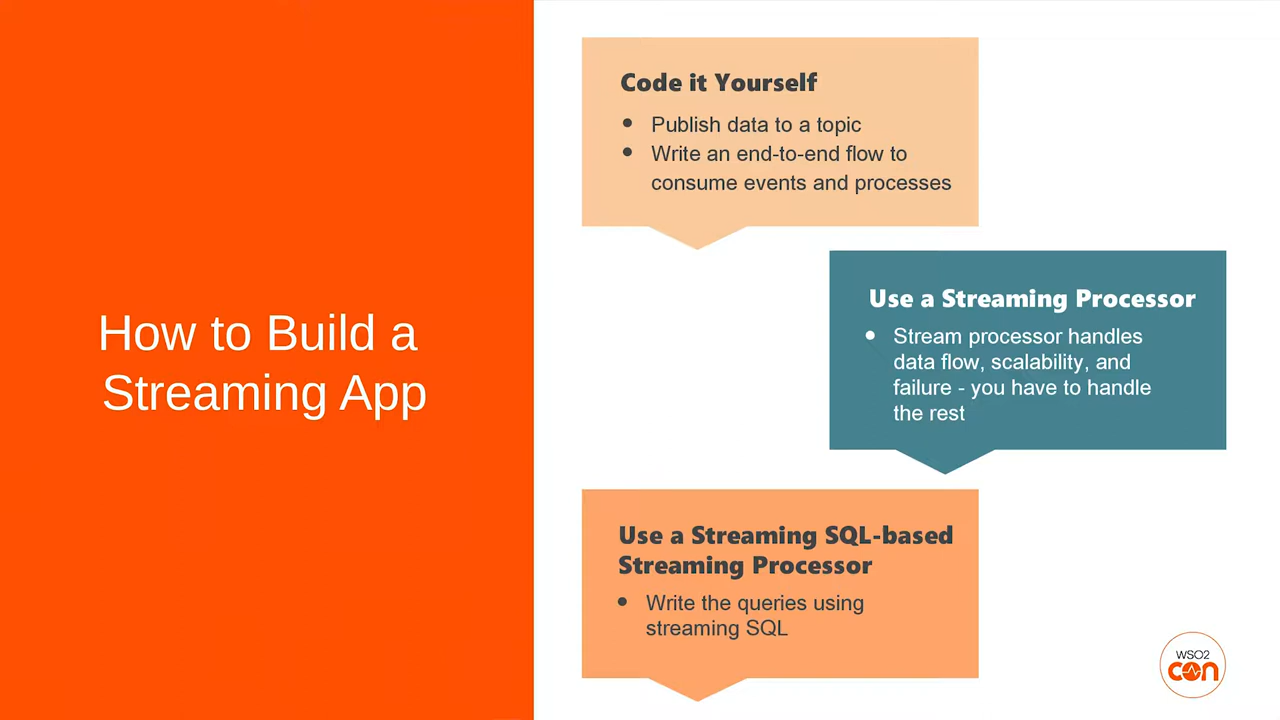 How to Build a
Streaming App
Code it Yourself
• Publish data to a topic
• Write an end-to-end flow to
consume events and processes
Use a Streaming Processor
• Stream processor handles
data flow, scalability, and
failure - you have to handle
the rest
Use a Streaming SQL-based
Streaming Processor
• Write the queries using
streaming SQL
WSO2
con